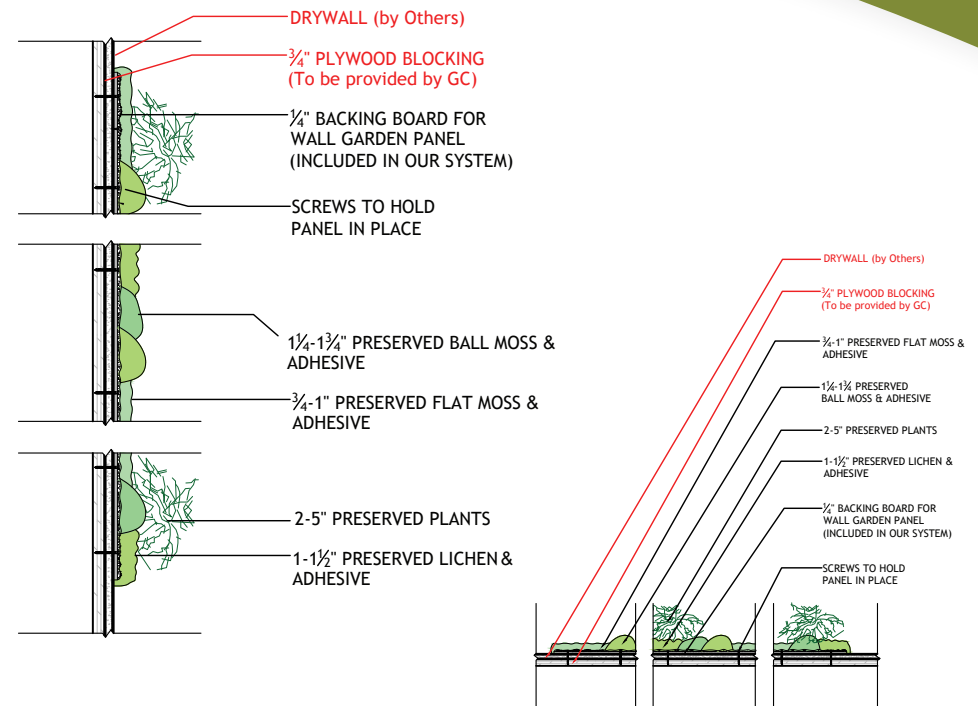 DRYWALL (by Others)
¾" PLYWOOD BLOCKING
(To be provided by GC)
¼" BACKING BOARD FOR
WALL GARDEN PANEL
(INCLUDED IN OUR SYSTEM)
SCREWS TO HOLD
PANEL IN PLACE
1¼-1¾" PRESERVED BALL MOSS &
ADHESIVE
¾-1" PRESERVED FLAT MOSS &
ADHESIVE
2-5" PRESERVED PLANTS
1-1½" PRESERVED LICHEN &
ADHESIVE
DRYWALL (by Others)
¾" PLYWOOD BLOCKING
(To be provided by GC)
¾-1" PRESERVED FLAT MOSS &
ADHESIVE
1¼-1¾ PRESERVED
BALL MOSS & ADHESIVE
2-5" PRESERVED PLANTS
1-1½" PRESERVED LICHEN &
ADHESIVE
¼" BACKING BOARD FOR
WALL GARDEN PANEL
(INCLUDED IN OUR SYSTEM)
SCREWS TO HOLD
PANEL IN PLACE